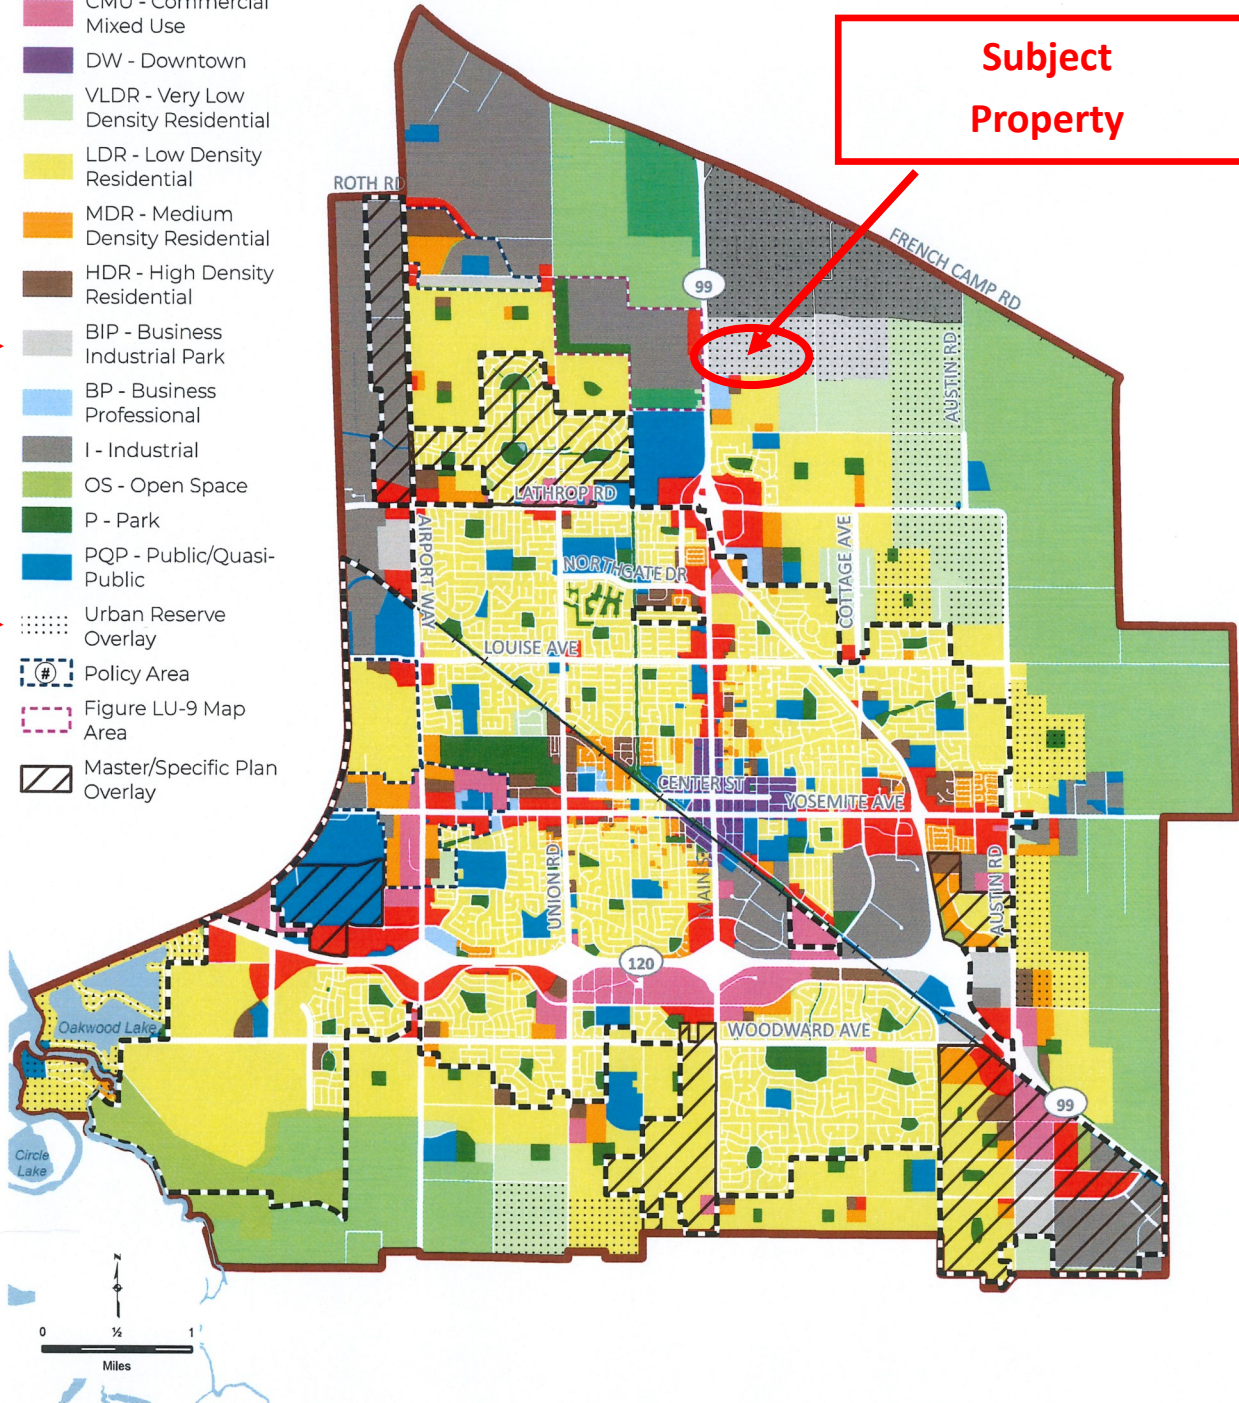 CMU - Commercial
Mixed Use
DW - Downtown
VLDR - Very Low
Density Residential
LDR - Low Density
Residential
MDR - Medium
Density Residential
HDR - High Density
Residential
BIP - Business
Industrial Park
BP - Business
Professional
I - Industrial
OS - Open Space
P - Park
PQP - Public/Quasi-
Public
Urban Reserve
Overlay
#
Policy Area
Figure LU-9 Map
Area
Master/Specific Plan
Overlay
Subject
Property
ROTH RD
FRENCH CAMP RD
99
AUSTIN RD
LATHROP RD
AIRPORT WAY
NORTHGATE DR
COTTAGE AVE
LOUISE AVE
CENTER ST
YOSEMITE AVE
UNION RD
MAIN ST
AUSTIN RD
120
WOODWARD AVE
Oakwood Lake
99
Circle
Lake
N
0 ½ 1
Miles